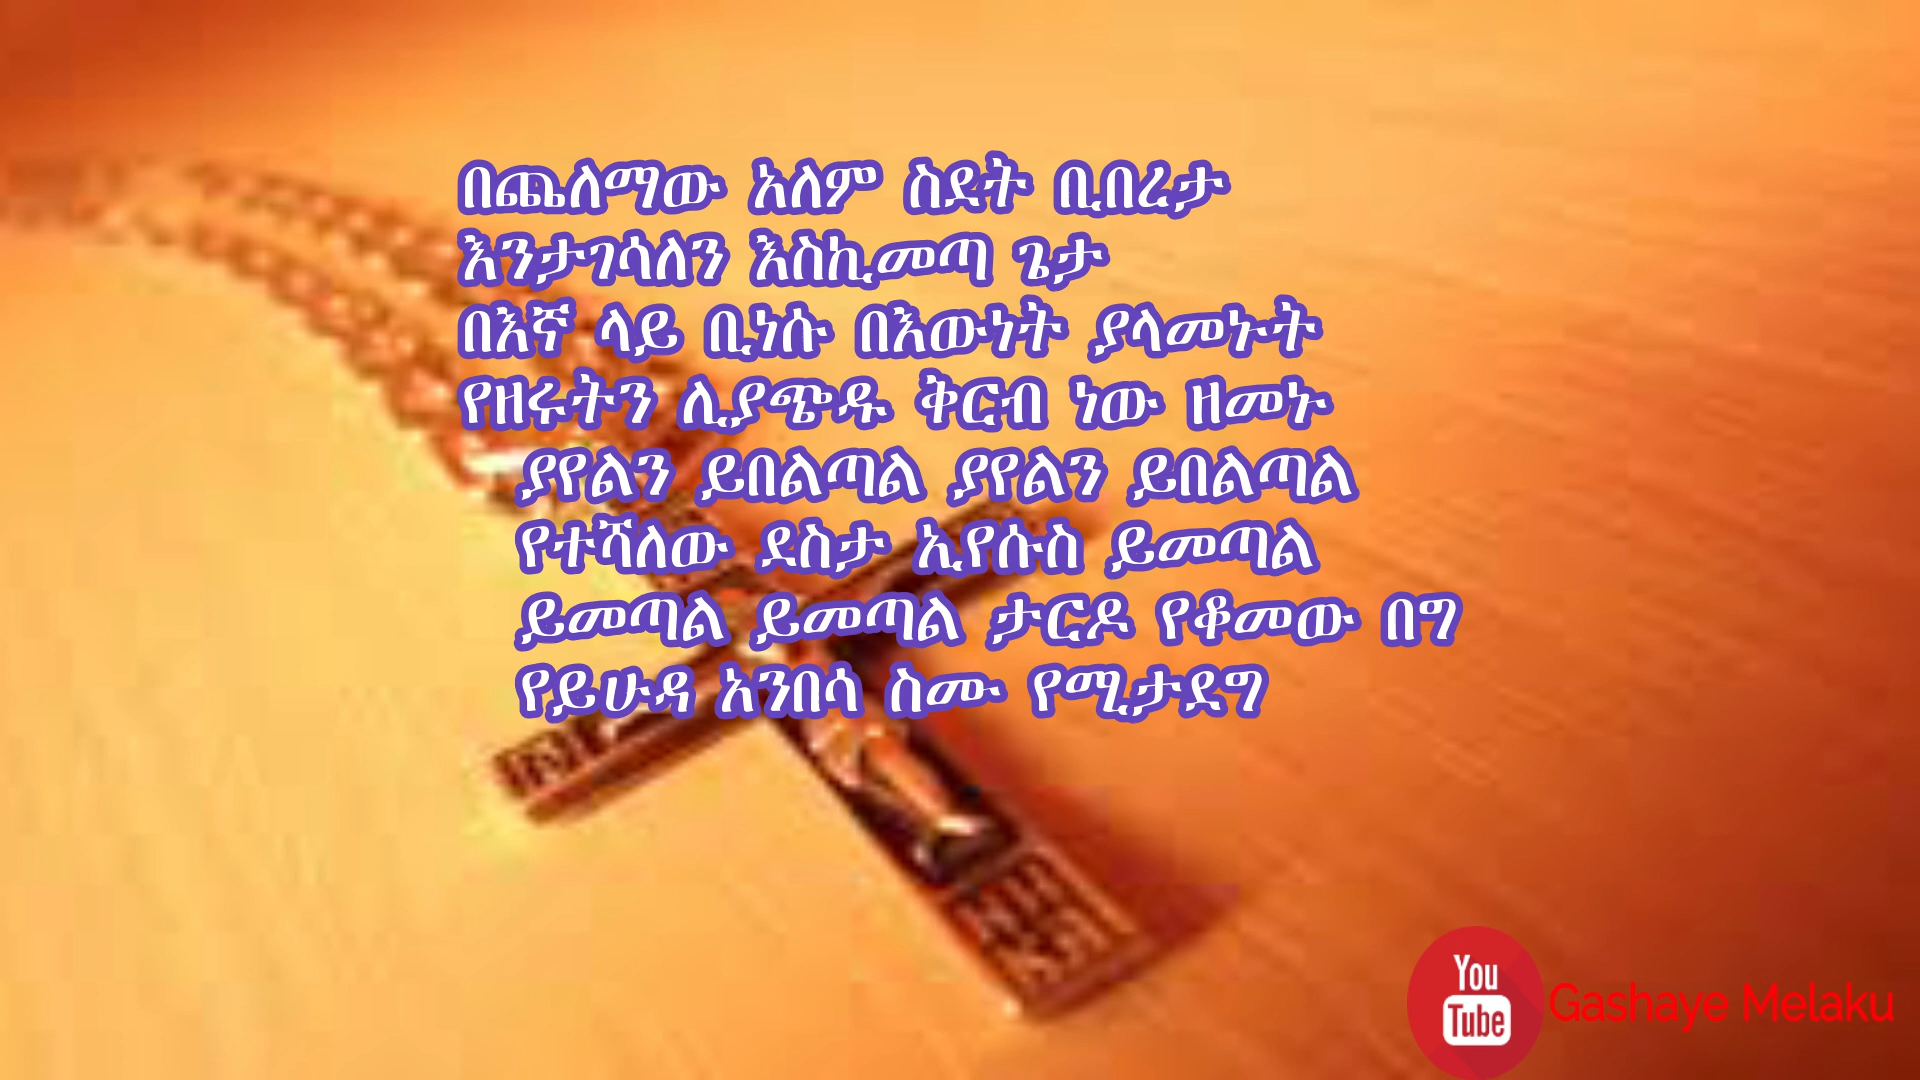 በጨለማው አለም ስደት ቢበረታ
እንታገሳለን እስኪመጣ ጌታ
በእኛ ላይ ቢነሱ በእውነት ያላመኑት
የዘሩትን ሊያጭዱ ቅርብ ነው ዘመኑ
ያየልን ይበልጣል ያየልን ይበልጣል
የተሻለው ደስታ ኢየሱስ ይመጣል
ይመጣል ይመጣል ታርዶ የቆመው በግ
የይሁዳ አንበሳ ስሙ የሚታደግ
You
Tube
Gashaye Melaku